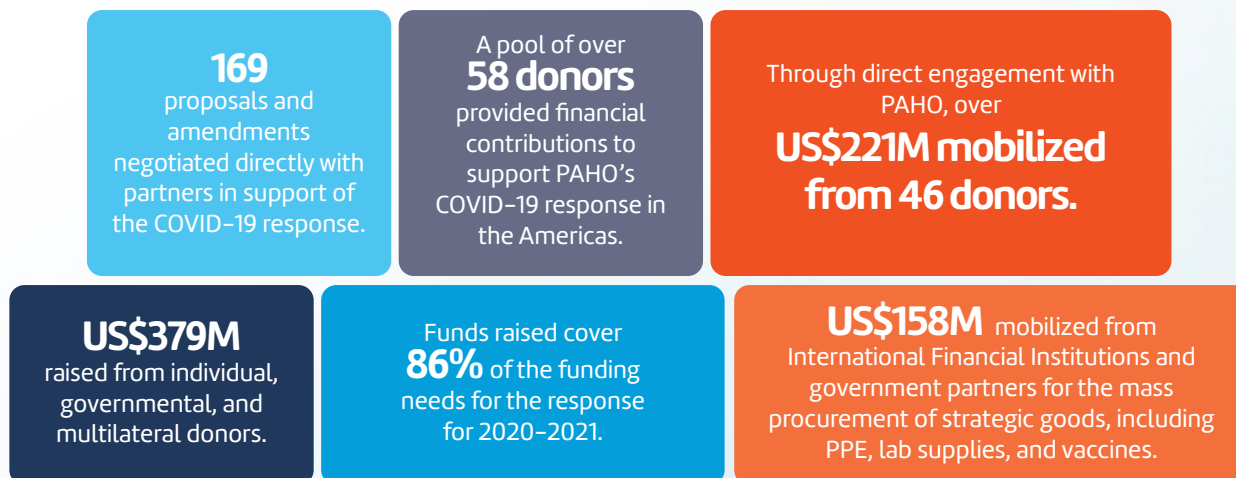 169
proposals and
amendments
negotiated directly with
partners in support of
the COVID-19 response.
A pool of over
58 donors
provided financial
contributions to
support PAHO’s
COVID-19 response in
the Americas.
Through direct engagement with
PAHO, over
US$221M mobilized
from 46 donors.
US$379M
raised from individual,
governmental, and
multilateral donors.
Funds raised cover
86% of the funding
needs for the response
for 2020-2021.
US$158M mobilized from
International Financial Institutions and
government partners for the mass
procurement of strategic goods, including
PPE, lab supplies, and vaccines.